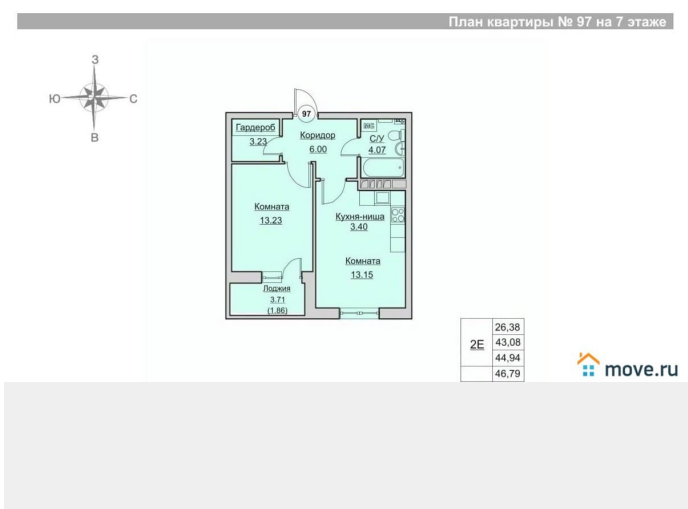 План квартиры № 97 на 7 этаже
З
Ю С
В
97
Гардероб
3.23
Коридор
6.00
С/У
4.07
Комната
13.23
Кухня-ниша
3.40
Комната
13.15
Лоджия
3.71
(1.86)
2Е
26,38
43,08
44,94
46,79
move.ru